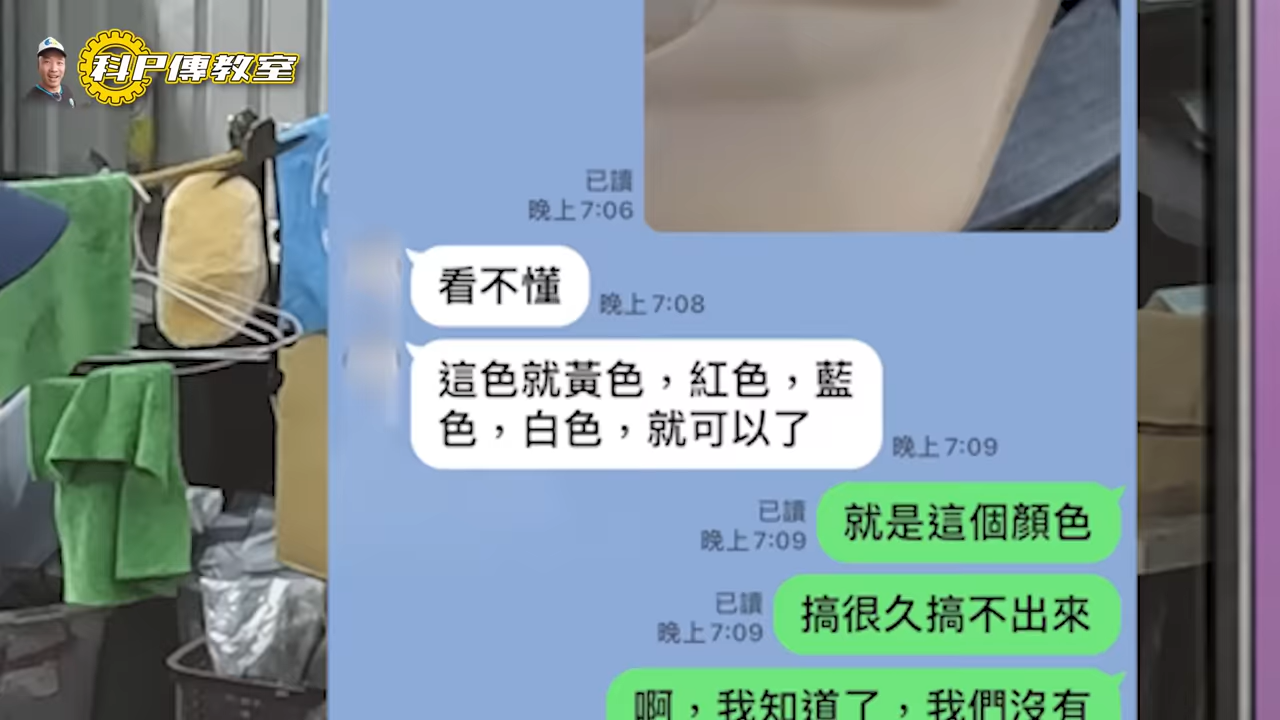 科P傳教室
已讀
晚上7:06
看不懂
晚上7:08
這色就黃色，紅色，藍
色，白色，就可以了
晚上7:09
已讀
晚上7:09
就是這個顏色
已讀
晚上7:09
搞很久搞不出來
啊，我知道了，我們沒有